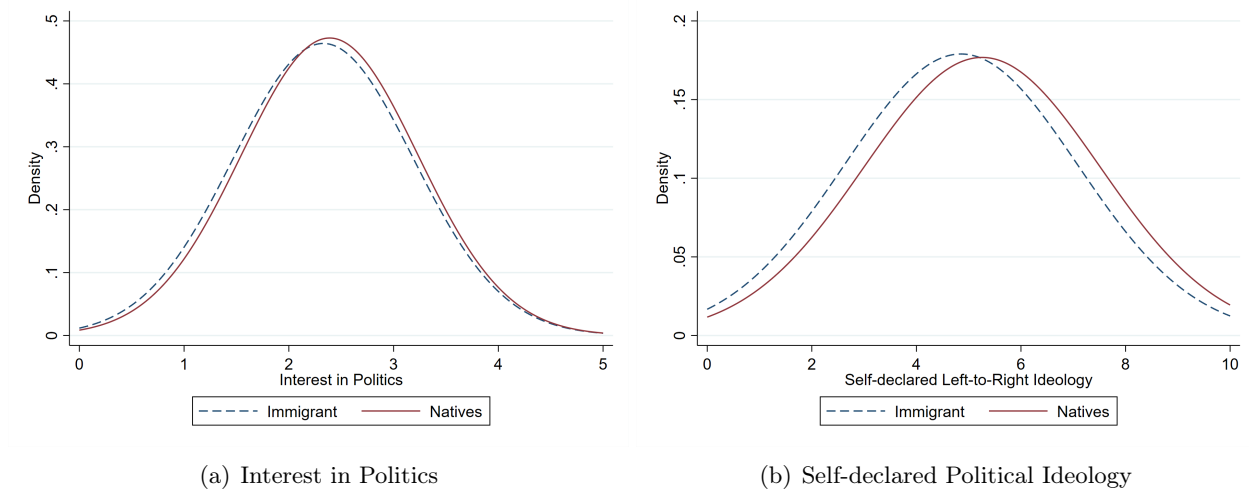 .5
.4
.3
.2
.1
0
Density
0 1 2 3 4 5
Interest in Politics
Immigrant Natives
(a) Interest in Politics
.2
.15
.1
.05
0
Density
0 2 4 6 8 10
Self-declared Left-to-Right Ideology
Immigrant Natives
(b) Self-declared Political Ideology